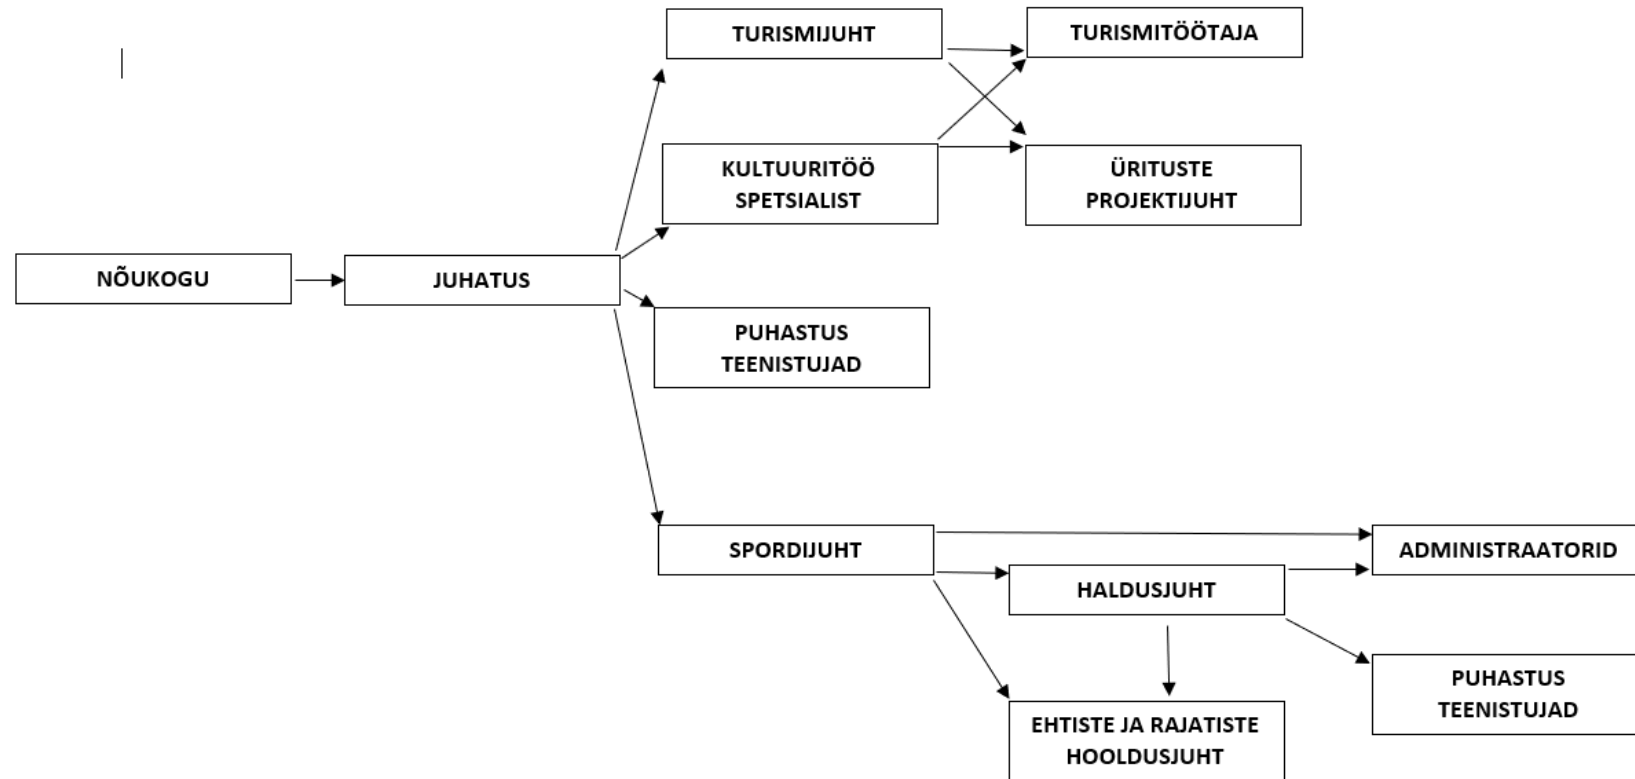 TURISMIJUHT
TURISMITÖÖTAJA
KULTUURITÖÖ
SPETSIALIST
ÜRITUSTE
PROJEKTIJUHT
NÕUKOGU
JUHATUS
PUHASTUS
TEENISTUJAD
SPORDIJUHT
ADMINISTRAATORID
HALDUSJUHT
PUHASTUS
TEENISTUJAD
EHTISTE JA RAJATISTE
HOOLDUSJUHT